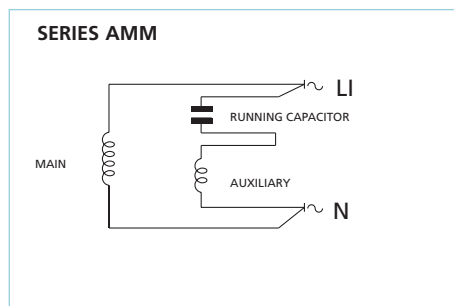 SERIES AMM
LI
RUNNING CAPACITOR
MAIN
AUXILIARY
N